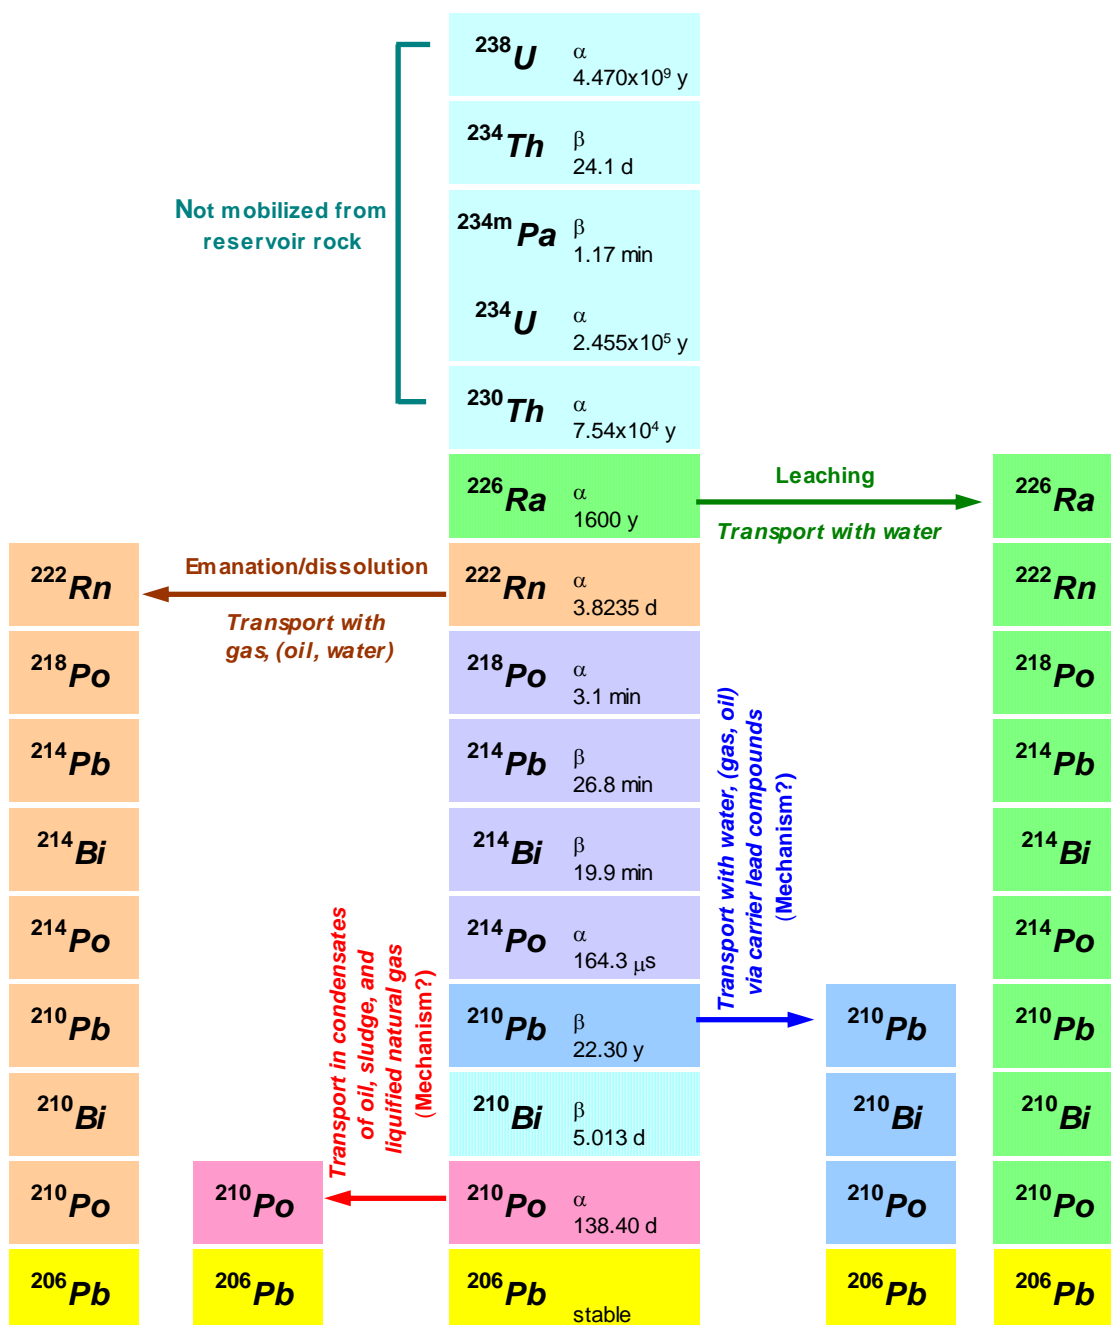 238U α
4.470x10⁹ y
234Th β
24.1 d
Not mobilized from
reservoir rock
234mPa β
1.17 min
234U α
2.455x10⁵ y
230Th α
7.54x10⁴ y
226Ra α
1600 y
Leaching
Transport with water
226Ra
222Rn
Emanation/dissolution
Transport with
gas, (oil, water)
222Rn α
3.8235 d
222Rn
218Po
218Po α
3.1 min
218Po
214Pb
214Pb β
26.8 min
214Pb
Transport with water, (gas, oil)
via carrier lead compounds
(Mechanism?)
214Bi
214Bi β
19.9 min
214Bi
214Po
214Po α
164.3 μs
214Po
Transport in condensates
of oil, sludge, and
liquified natural gas
(Mechanism?)
210Pb
210Pb β
22.30 y
210Pb
210Pb
210Bi
210Bi β
5.013 d
210Bi
210Bi
210Po
210Po
210Po α
138.40 d
210Po
210Po
206Pb
206Pb
206Pb
stable
206Pb
206Pb